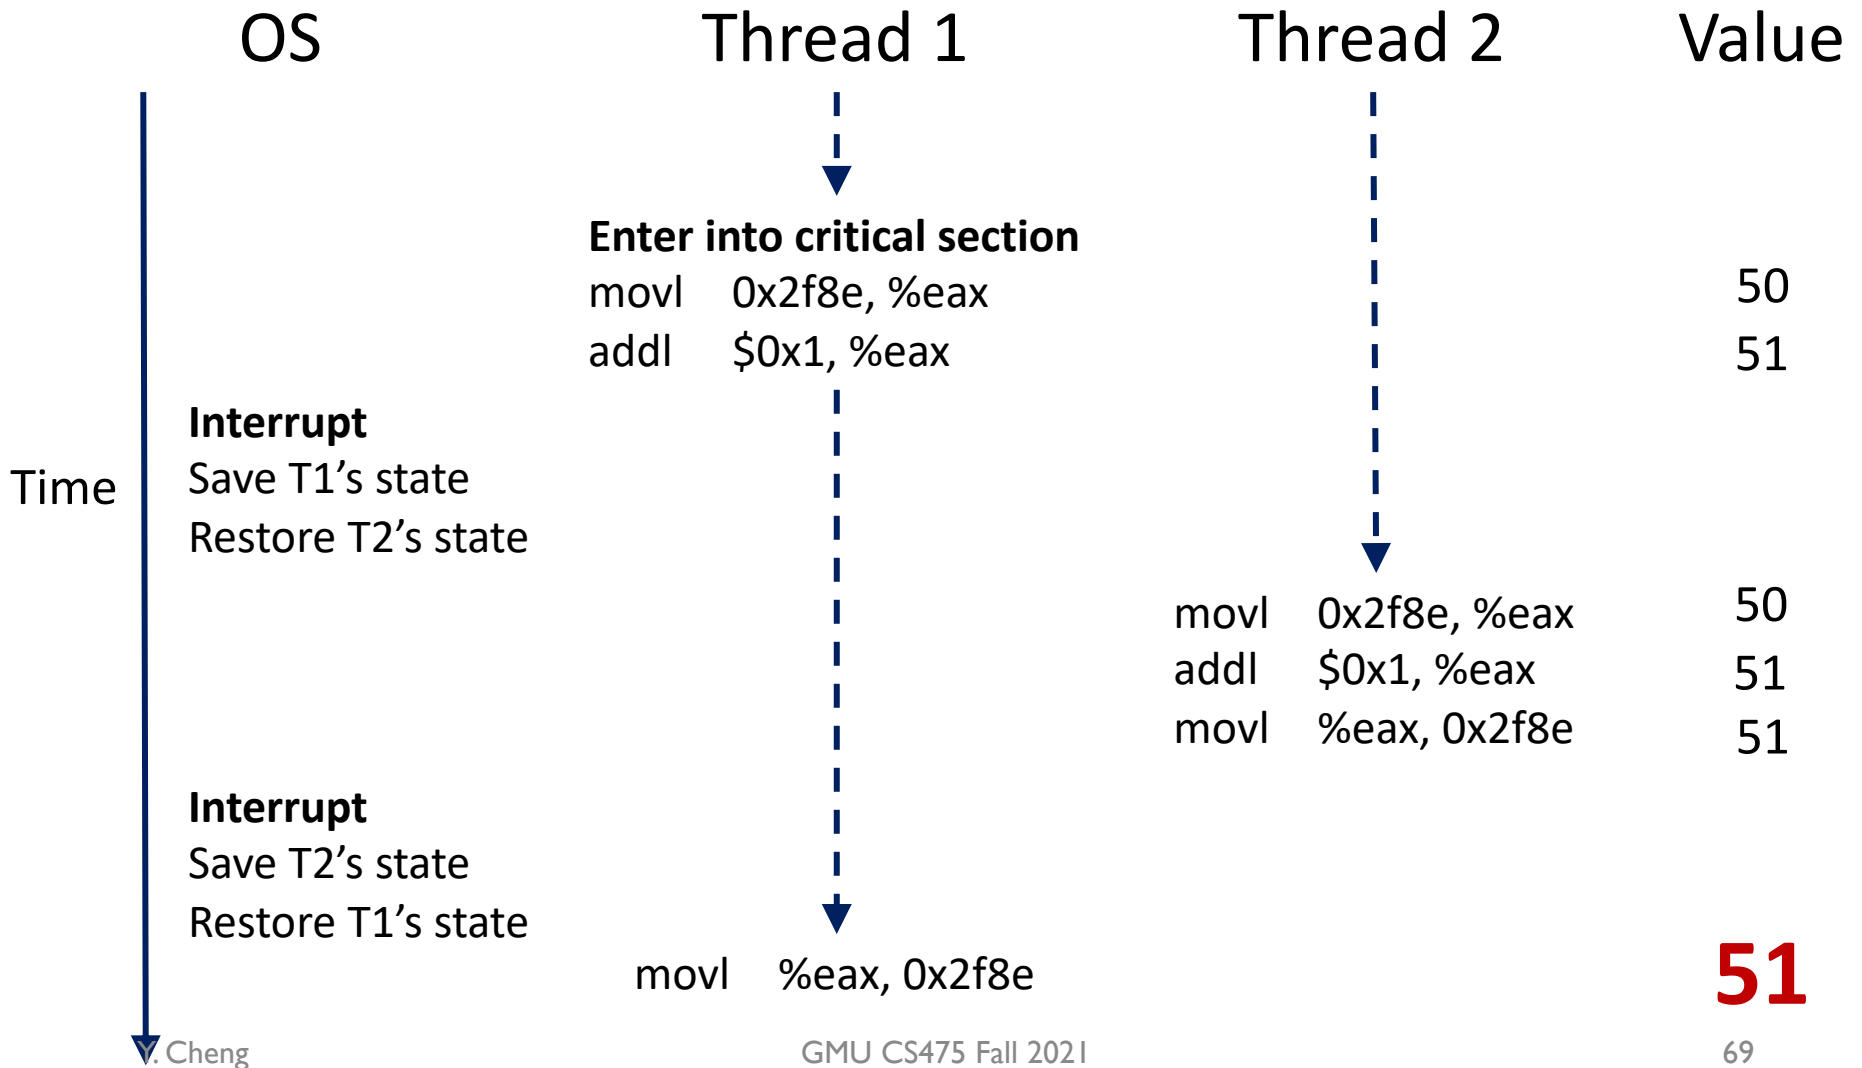 OS Thread 1 Thread 2 Value
Enter into critical section
movl 0x2f8e, %eax 50
addl $0x1, %eax 51
Interrupt
Save T1’s state
Time
Restore T2’s state
movl 0x2f8e, %eax 50
addl $0x1, %eax 51
movl %eax, 0x2f8e 51
Interrupt
Save T2’s state
Restore T1’s state
movl %eax, 0x2f8e 51
Y. Cheng GMU CS475 Fall 2021 69